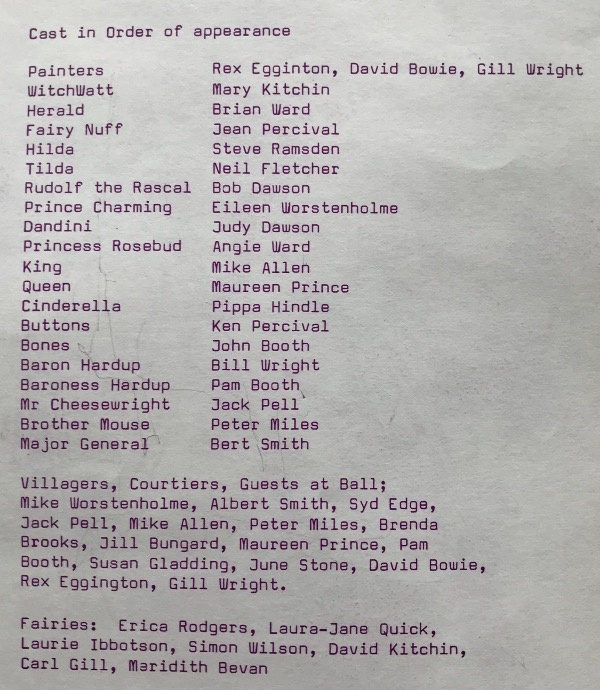 Cast in Order of appearance
Painters Rex Egginton, David Bowie, Gill Wright
WitchWatt Mary Kitchin
Herald Brian Ward
Fairy Nuff Jean Percival
Hilda Steve Ramsden
Tilda Neil Fletcher
Rudolf the Rascal Bob Dawson
Prince Charming Eileen Worstenholme
Dandini Judy Dawson
Princess Rosebud Angie Ward
King Mike Allen
Queen Maureen Prince
Cinderella Pippa Hindle
Buttons Ken Percival
Bones John Booth
Baron Hardup Bill Wright
Baroness Hardup Pam Booth
Mr Cheesewright Jack Pell
Brother Mouse Peter Miles
Major General Bert Smith
Villagers, Courtiers, Guests at Ball;
Mike Worstenholme, Albert Smith, Syd Edge,
Jack Pell, Mike Allen, Peter Miles, Brenda
Brooks, Jill Bungard, Maureen Prince, Pam
Booth, Susan Gladding, June Stone, David Bowie,
Rex Eggington, Gill Wright.
Fairies: Erica Rodgers, Laura-Jane Quick,
Laurie Ibbotson, Simon Wilson, David Kitchin,
Carl Gill, Maridith Bevan